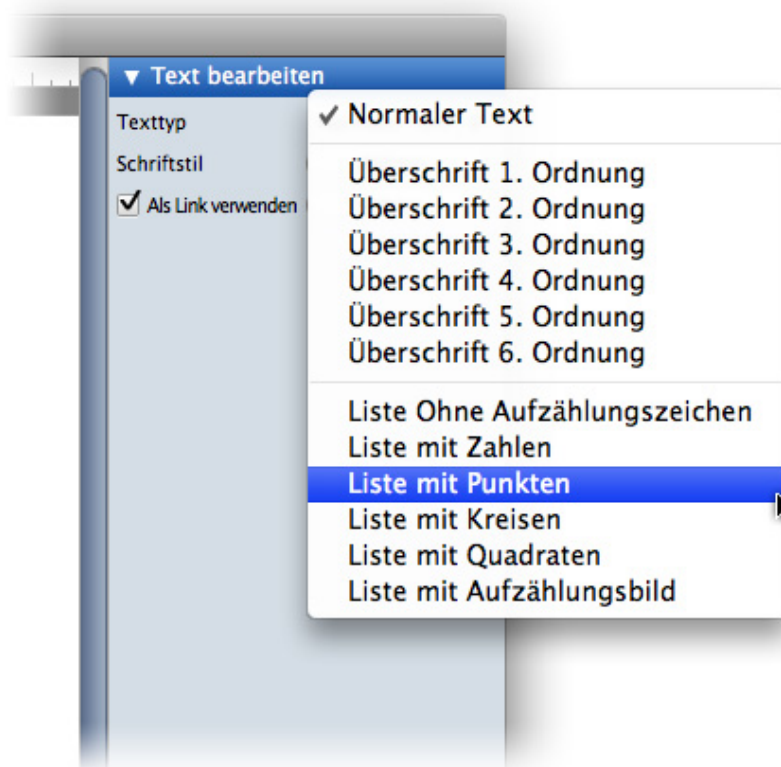 Text bearbeiten
Texttyp
Schriftstil
Als Link verwenden
Normaler Text
Überschrift 1. Ordnung
Überschrift 2. Ordnung
Überschrift 3. Ordnung
Überschrift 4. Ordnung
Überschrift 5. Ordnung
Überschrift 6. Ordnung
Liste Ohne Aufzählungszeichen
Liste mit Zahlen
Liste mit Punkten
Liste mit Kreisen
Liste mit Quadraten
Liste mit Aufzählungsbild